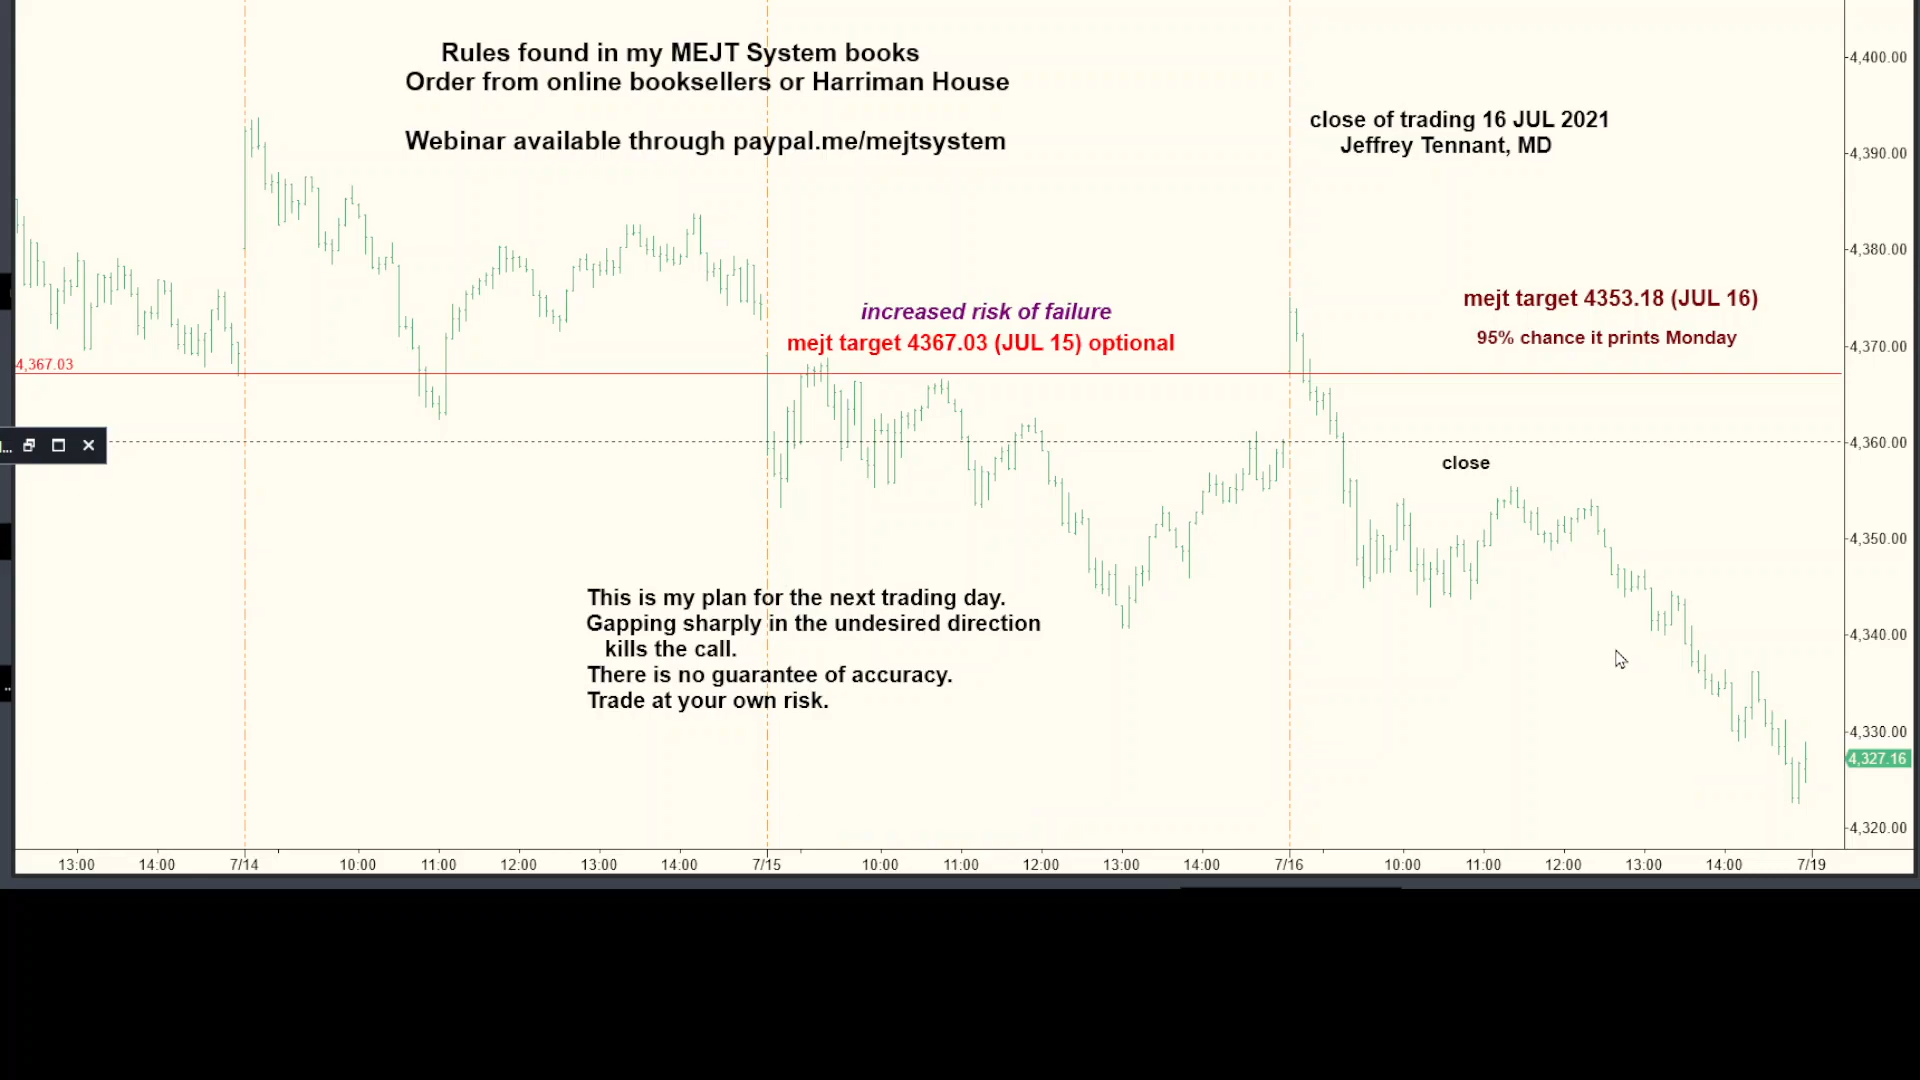 Rules found in my MEJT System books
Order from online booksellers or Harriman House
Webinar available through paypal.me/mejtsystem
close of trading 16 JUL 2021
Jeffrey Tennant, MD
increased risk of failure
mejt target 4367.03 (JUL 15) optional
mejt target 4353.18 (JUL 16)
95% chance it prints Monday
4,367.03
close
This is my plan for the next trading day.
Gapping sharply in the undesired direction
kills the call.
There is no guarantee of accuracy.
Trade at your own risk.
4,400.00
4,390.00
4,380.00
4,370.00
4,360.00
4,350.00
4,340.00
4,330.00
4,327.16
4,320.00
13:00 14:00 7/14 10:00 11:00 12:00 13:00 14:00 7/15 10:00 11:00 12:00 13:00 14:00 7/16 10:00 11:00 12:00 13:00 14:00 7/19